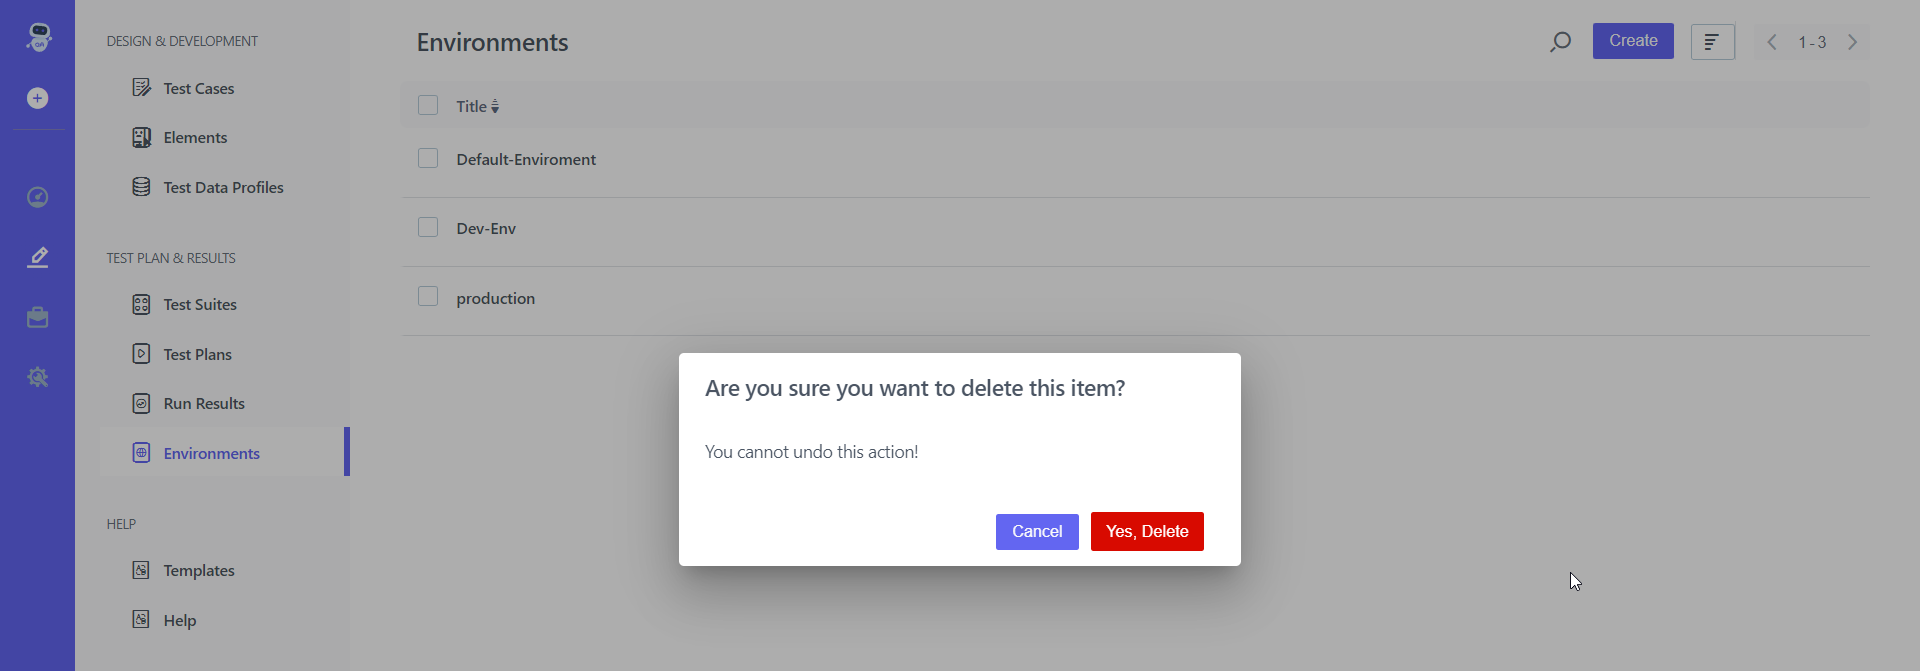 DESIGN & DEVELOPMENT
Test Cases
Elements
Test Data Profiles
TEST PLAN & RESULTS
Test Suites
Test Plans
Run Results
Environments
HELP
Templates
Help
Environments
Create
1 - 3
Title
Default-Enviroment
Dev-Env
production
Are you sure you want to delete this item?
You cannot undo this action!
Cancel
Yes, Delete